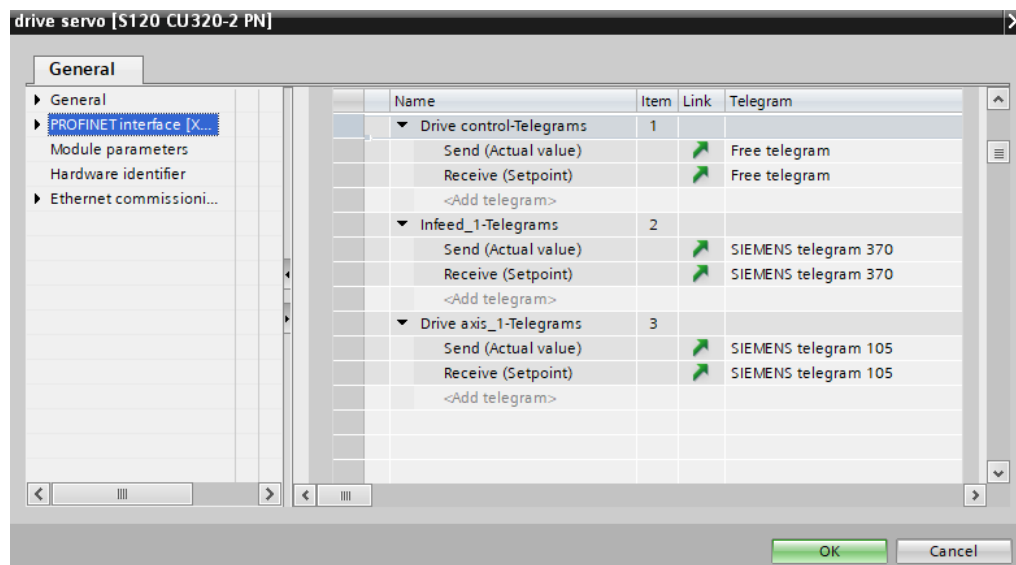 drive servo [S120 CU320-2 PN]
General
General
PROFINET interface [X...
Module parameters
Hardware identifier
Ethernet commissioni...
Name Item Link Telegram
Drive control-Telegrams 1
Send (Actual value) Free telegram
Receive (Setpoint) Free telegram
<Add telegram>
Infeed_1-Telegrams 2
Send (Actual value) SIEMENS telegram 370
Receive (Setpoint) SIEMENS telegram 370
<Add telegram>
Drive axis_1-Telegrams 3
Send (Actual value) SIEMENS telegram 105
Receive (Setpoint) SIEMENS telegram 105
<Add telegram>
OK Cancel